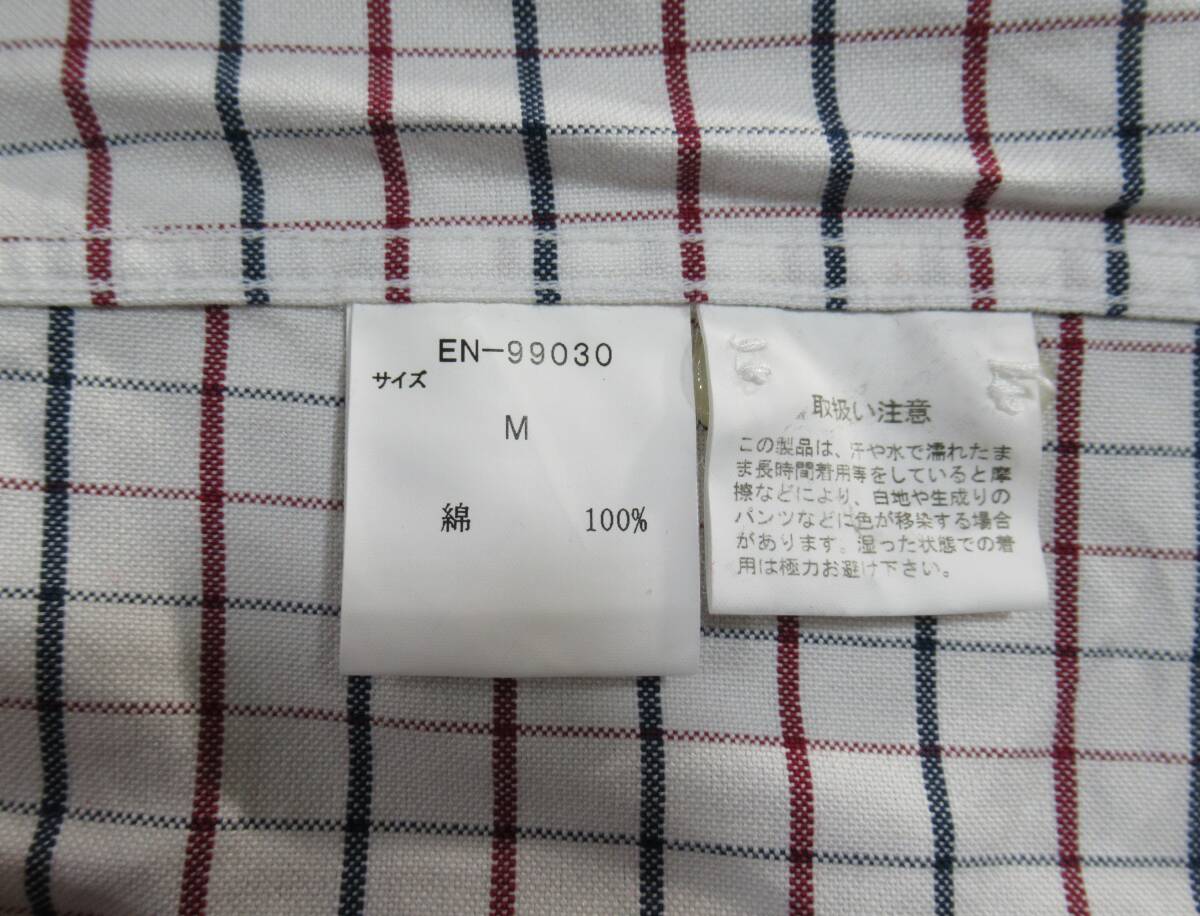 EN-99030
サイズ
M
綿 100%
取扱い注意
この製品は、汗や水で濡れたま
ま長時間着用等をしていると摩
擦などにより、白地や生成りの
パンツなどに色が移染する場合
があります。湿った状態での着
用は極力お避け下さい。